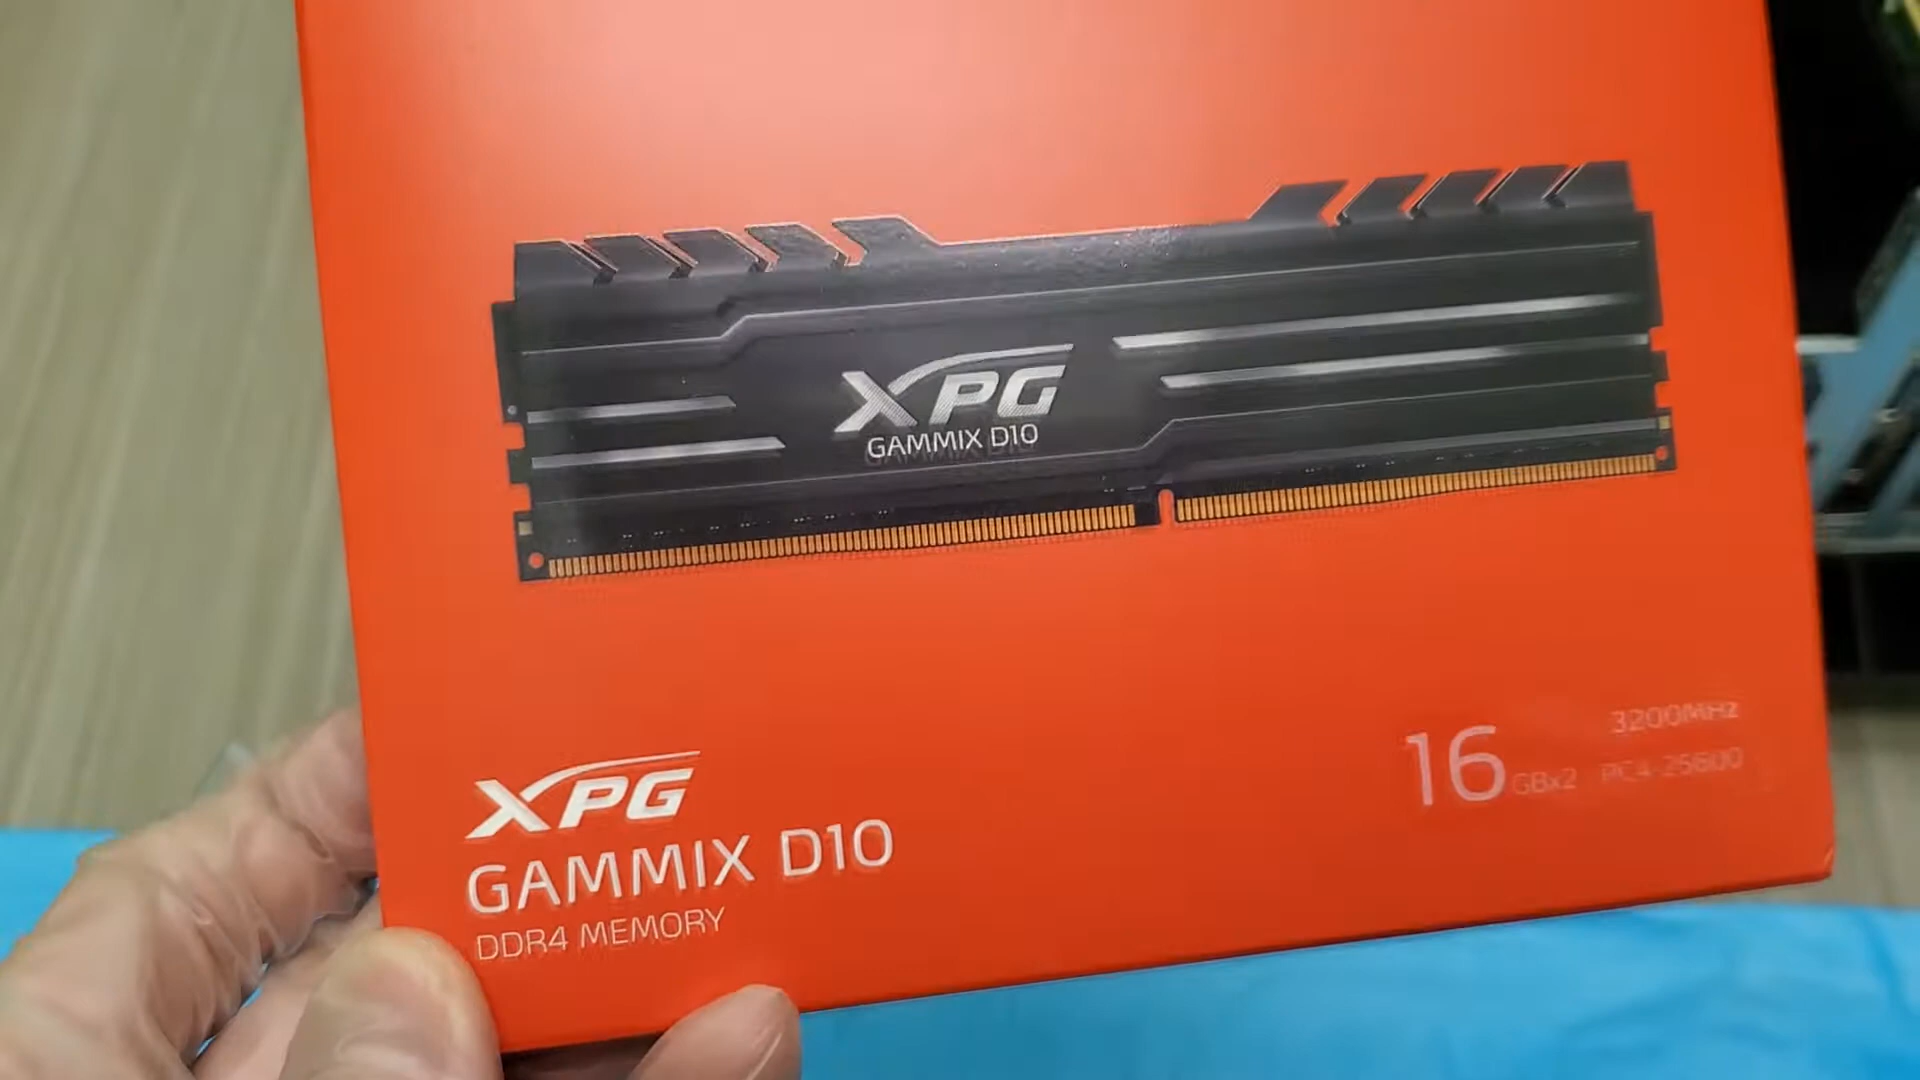 XPG
GAMMIX D10
XPG
GAMMIX D10
DDR4 MEMORY
3200MHz
16 GBx2 PC4-25600